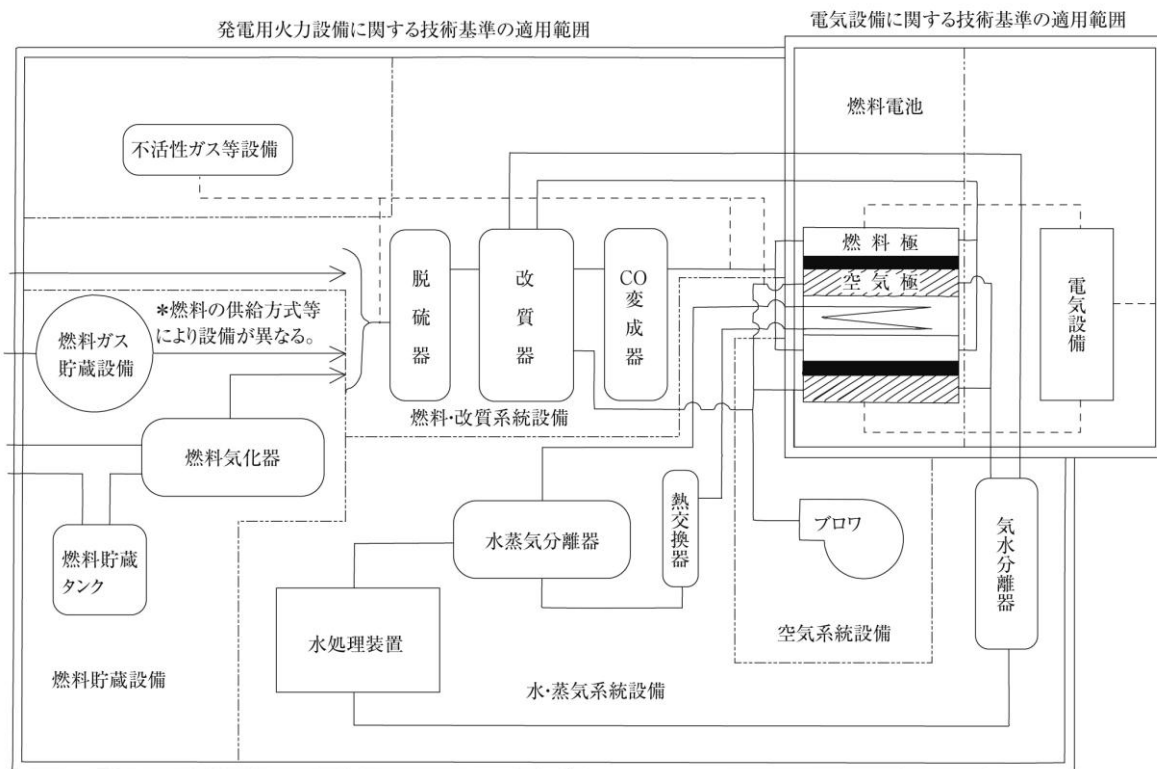 発電用火力設備に関する技術基準の適用範囲
電気設備に関する技術基準の適用範囲
燃料電池
不活性ガス等設備
燃料極
空気極
電気設備
脱硫器
改質器
CO変成器
*燃料の供給方式等
により設備が異なる。
燃料ガス
貯蔵設備
燃料・改質系統設備
燃料気化器
熱交換器
ブロワ
気水分離器
水蒸気分離器
燃料貯蔵
タンク
水処理装置
空気系統設備
燃料貯蔵設備
水・蒸気系統設備